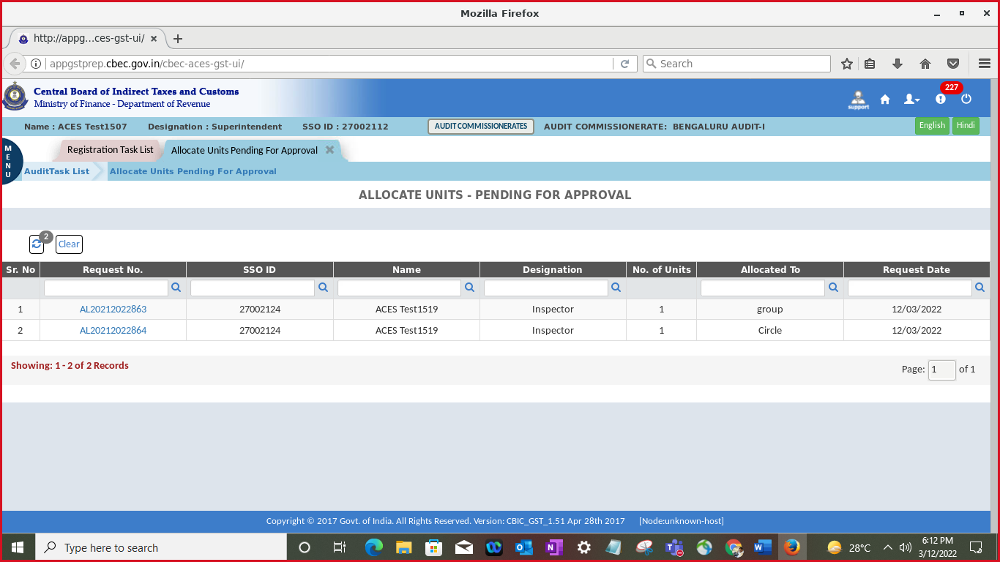 Mozilla Firefox
http://appg...ces-gst-ui/
appgstprep.cbec.gov.in/cbec-aces-gst-ui/
Search
Central Board of Indirect Taxes and Customs
Ministry of Finance - Department of Revenue
support
227
Name : ACES Test1507 Designation : Superintendent SSO ID : 27002112 AUDIT COMMISSIONERATES AUDIT COMMISSIONERATE: BENGALURU AUDIT-I English Hindi
MENU
Registration Task List Allocate Units Pending For Approval
AuditTask List Allocate Units Pending For Approval
ALLOCATE UNITS - PENDING FOR APPROVAL
2
Clear
Sr. No Request No. SSO ID Name Designation No. of Units Allocated To Request Date
1 AL20212022863 27002124 ACES Test1519 Inspector 1 group 12/03/2022
2 AL20212022864 27002124 ACES Test1519 Inspector 1 Circle 12/03/2022
Showing: 1 - 2 of 2 Records
Page: 1 of 1
Copyright © 2017 Govt. of India. All Rights Reserved. Version: CBIC_GST_1.51 Apr 28th 2017 [Node:unknown-host]
Type here to search
28°C
6:12 PM
3/12/2022